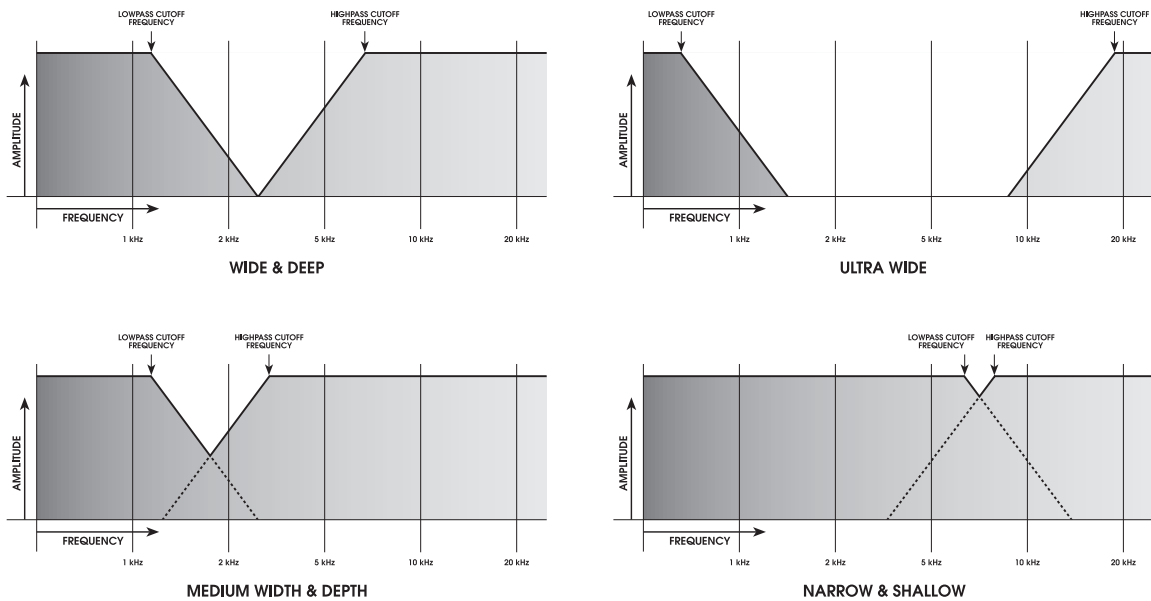 LOWPASS CUTOFF
FREQUENCY
HIGHPASS CUTOFF
FREQUENCY
AMPLITUDE
FREQUENCY
1 kHz 2 kHz 5 kHz 10 kHz 20 kHz
WIDE & DEEP
LOWPASS CUTOFF
FREQUENCY
HIGHPASS CUTOFF
FREQUENCY
AMPLITUDE
FREQUENCY
1 kHz 2 kHz 5 kHz 10 kHz 20 kHz
ULTRA WIDE
LOWPASS CUTOFF
FREQUENCY
HIGHPASS CUTOFF
FREQUENCY
AMPLITUDE
FREQUENCY
1 kHz 2 kHz 5 kHz 10 kHz 20 kHz
MEDIUM WIDTH & DEPTH
LOWPASS CUTOFF
FREQUENCY
HIGHPASS CUTOFF
FREQUENCY
AMPLITUDE
FREQUENCY
1 kHz 2 kHz 5 kHz 10 kHz 20 kHz
NARROW & SHALLOW